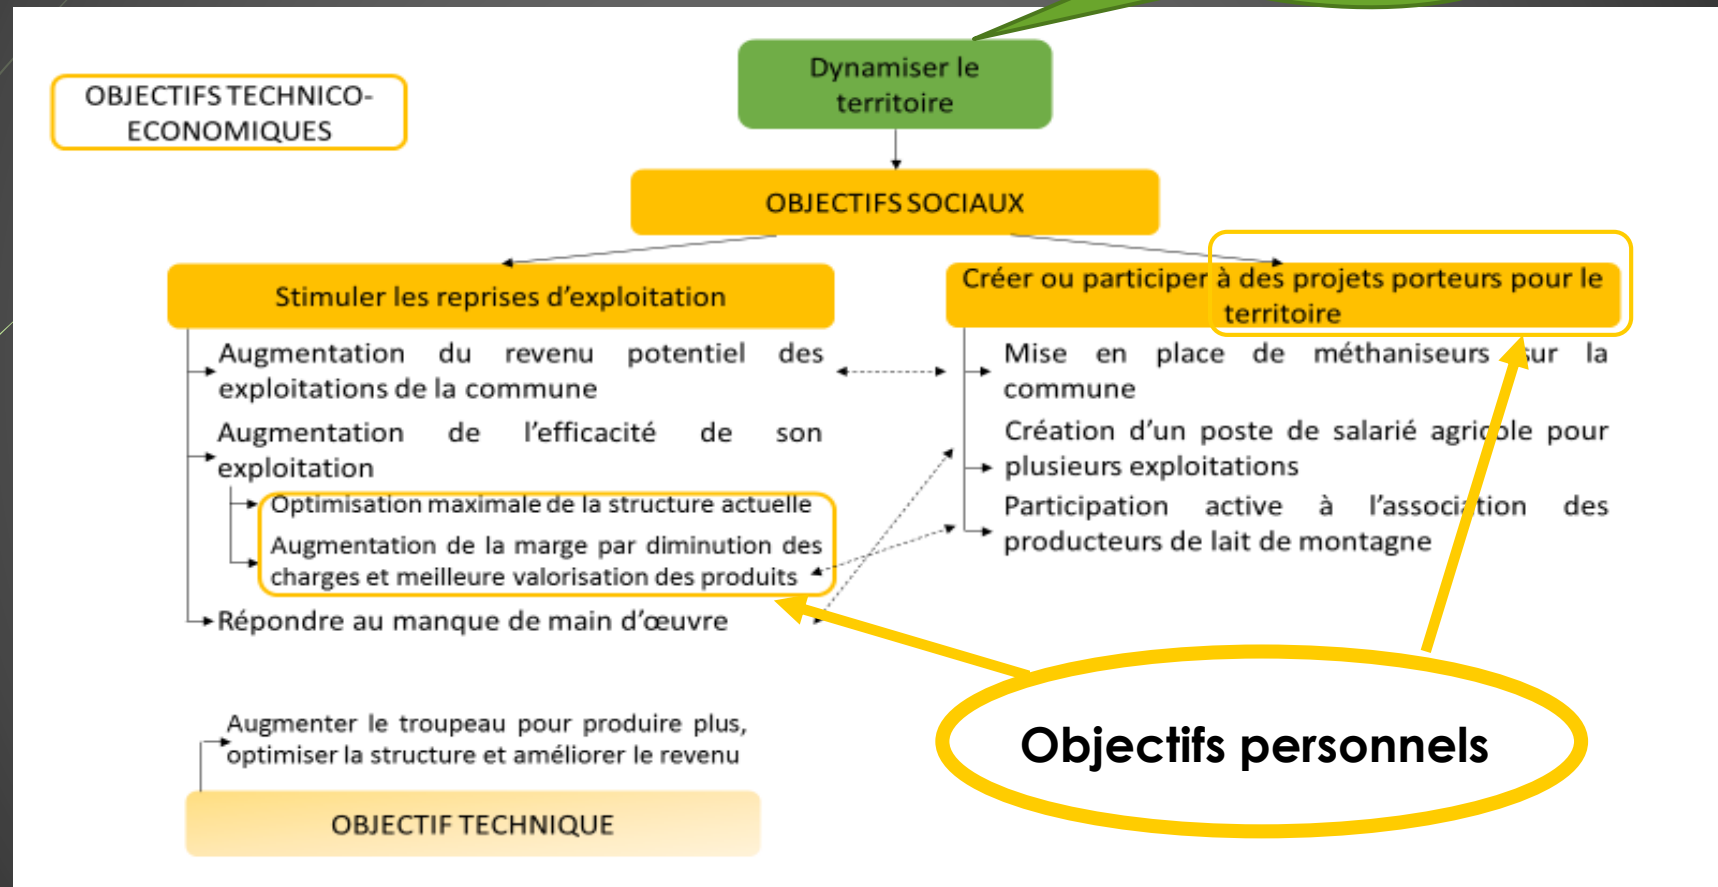 Dynamiser le
territoire
OBJECTIFS TECHNICO-
ECONOMIQUES
OBJECTIFS SOCIAUX
Stimuler les reprises d'exploitation
Augmentation du revenu potentiel des
exploitations de la commune
Augmentation de l'efficacité de son
exploitation
Optimisation maximale de la structure actuelle
Augmentation de la marge par diminution des
charges et meilleure valorisation des produits
Répondre au manque de main d'œuvre
Créer ou participer à des projets porteurs pour le
territoire
Mise en place de méthaniseurs sur la
commune
Création d'un poste de salarié agricole pour
plusieurs exploitations
Participation active à l'association des
producteurs de lait de montagne
Objectifs personnels
Augmenter le troupeau pour produire plus,
optimiser la structure et améliorer le revenu
OBJECTIF TECHNIQUE